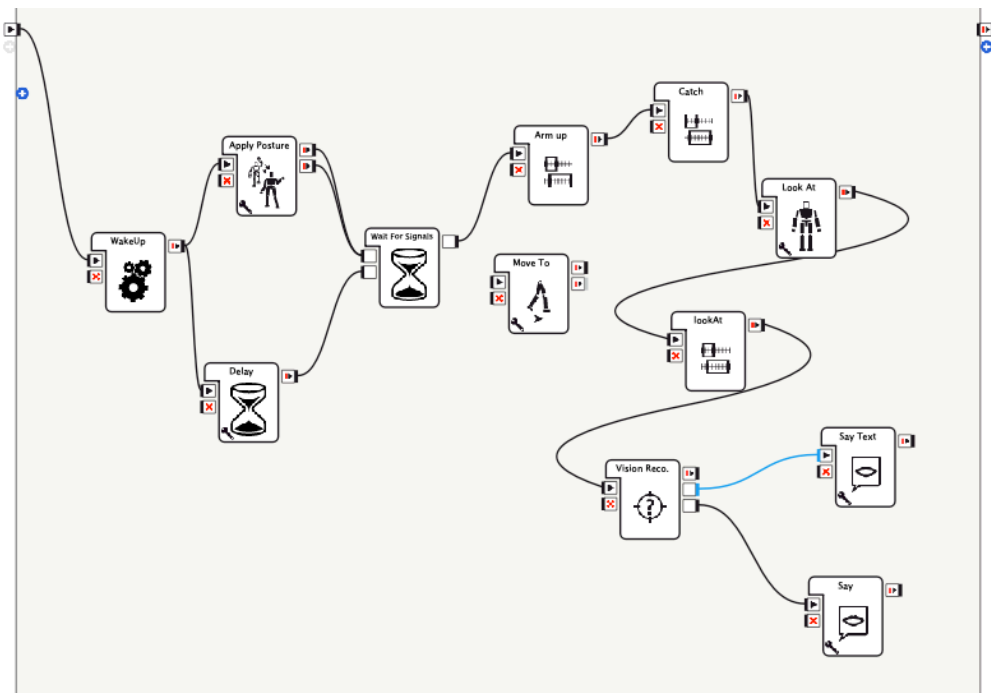 Catch
Arm up
Apply Posture
Look At
Wait For Signals
WakeUp
Move To
lookAt
Delay
Say Text
Vision Reco.
?
Say